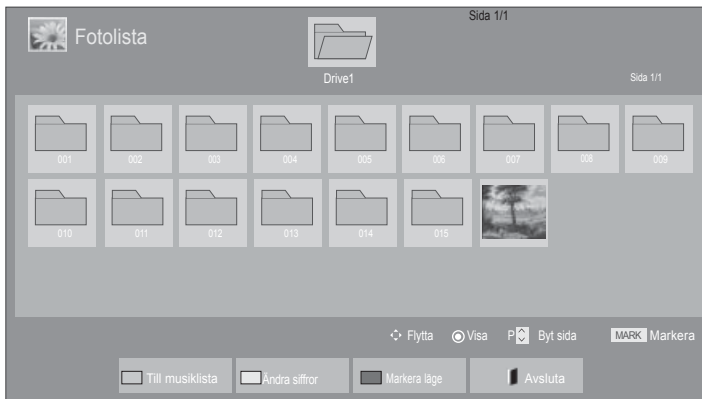 Sida 1/1
Fotolista
Drive1
Sida 1/1
001 002 003 004 005 006 007 008 009
010 011 012 013 014 015
Flytta Visa P Byt sida MARK Markera
Till musiklista Ändra siffror Markera läge Avsluta